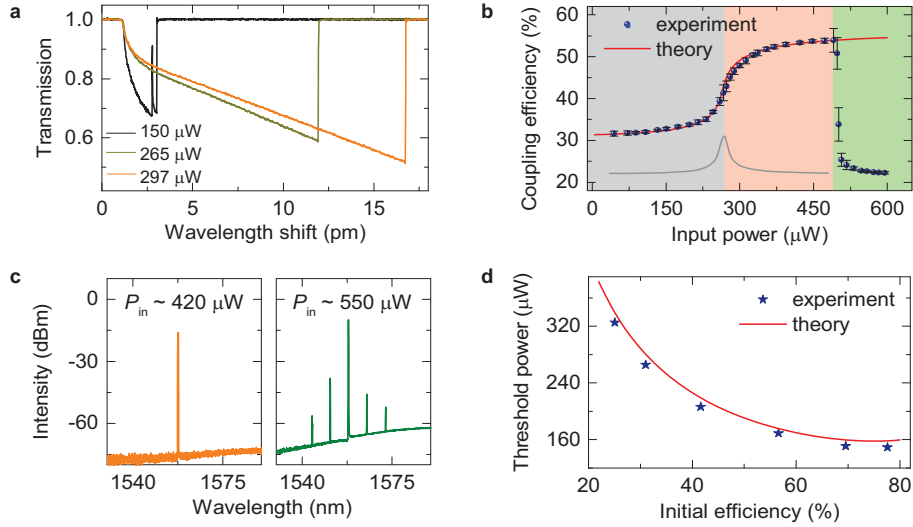 a
1.0
0.8
0.6
Transmission
150 μW
265 μW
297 μW
0 5 10 15
Wavelength shift (pm)
b
60
50
40
30
20
Coupling efficiency (%)
experiment
theory
0 150 300 450 600
Input power (μW)
c
0
-30
-60
Intensity (dBm)
P in ~ 420 μW
P in ~ 550 μW
1540 1575 1540 1575
Wavelength (nm)
d
320
240
160
Threshold power (μW)
experiment
theory
20 40 60 80
Initial efficiency (%)